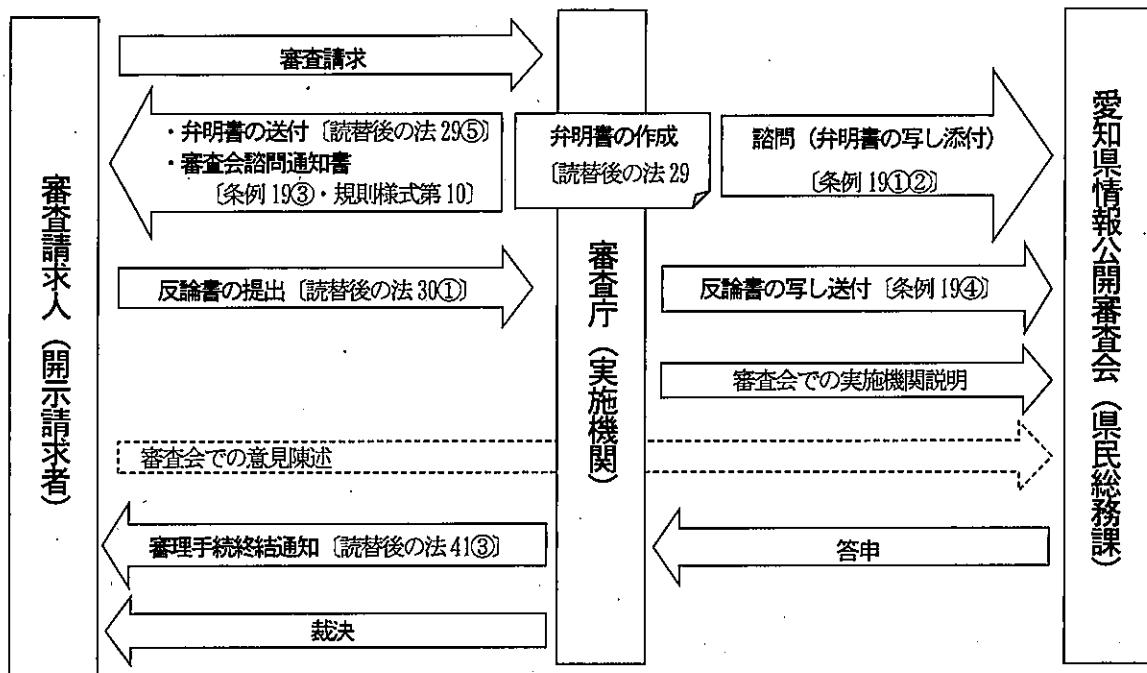 審査請求
・弁明書の送付〔読替後の法29⑤〕
・審査会諮問通知書
〔条例19③・規則様式第10〕
弁明書の作成
〔読替後の法29
諮問（弁明書の写し添付）
〔条例19①②〕
反論書の提出〔読替後の法30①〕
反論書の写し送付〔条例19④〕
審査会での実施機関説明
審査会での意見陳述
審理手続終結通知〔読替後の法41③〕
答申
裁決
審査請求人（開示請求者）
審査庁（実施機関）
愛知県情報公開審査会（県民総務課）